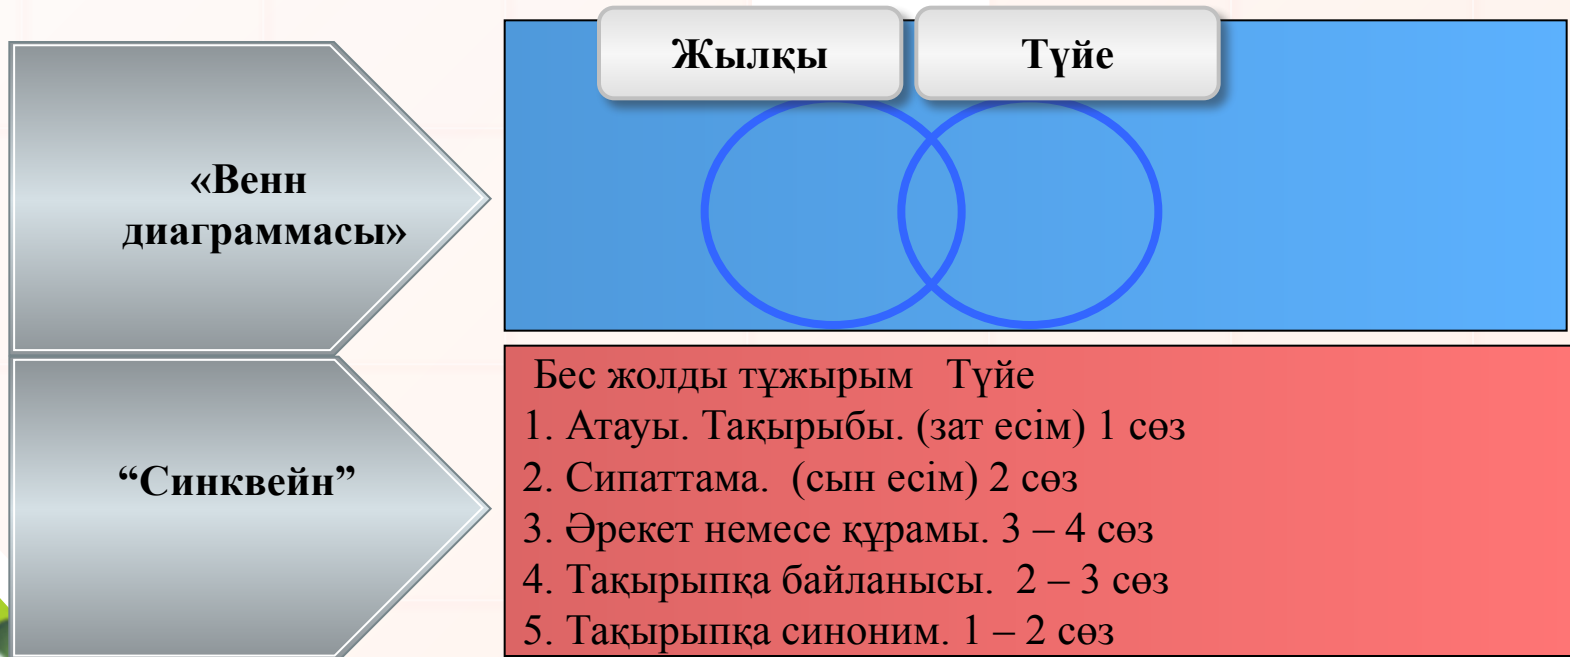 Жылқы
Түйе
«Венн
диаграммасы»
“Синквейн”
Бес жолды тұжырым Түйе
1. Атауы. Тақырыбы. (зат есім) 1 сөз
2. Сипаттама. (сын есім) 2 сөз
3. Әрекет немесе құрамы. 3 – 4 сөз
4. Тақырыпқа байланысы. 2 – 3 сөз
5. Тақырыпқа синоним. 1 – 2 сөз